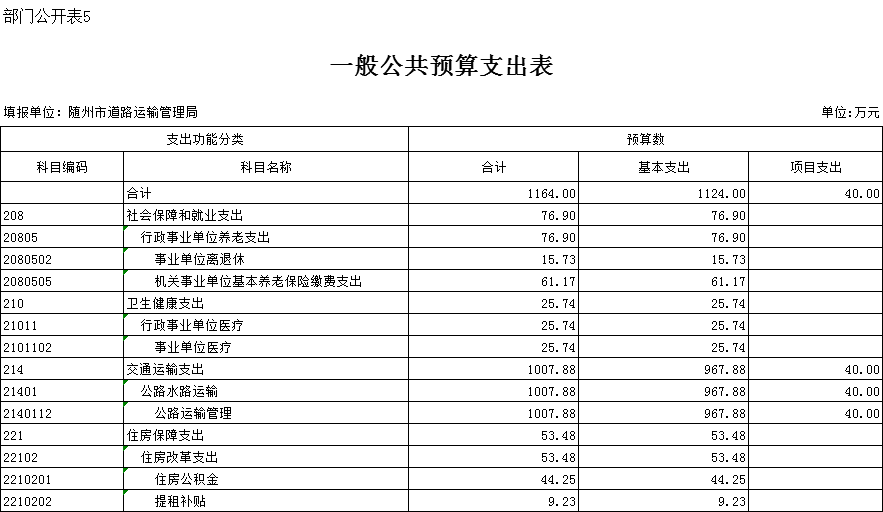 部门公开表5
一般公共预算支出表
填报单位：随州市道路运输管理局 单位:万元
支出功能分类 预算数
科目编码 科目名称 合计 基本支出 项目支出
合计 1164.00 1124.00 40.00
208 社会保障和就业支出 76.90 76.90
20805 行政事业单位养老支出 76.90 76.90
2080502 事业单位离退休 15.73 15.73
2080505 机关事业单位基本养老保险缴费支出 61.17 61.17
210 卫生健康支出 25.74 25.74
21011 行政事业单位医疗 25.74 25.74
2101102 事业单位医疗 25.74 25.74
214 交通运输支出 1007.88 967.88 40.00
21401 公路水路运输 1007.88 967.88 40.00
2140112 公路运输管理 1007.88 967.88 40.00
221 住房保障支出 53.48 53.48
22102 住房改革支出 53.48 53.48
2210201 住房公积金 44.25 44.25
2210202 提租补贴 9.23 9.23